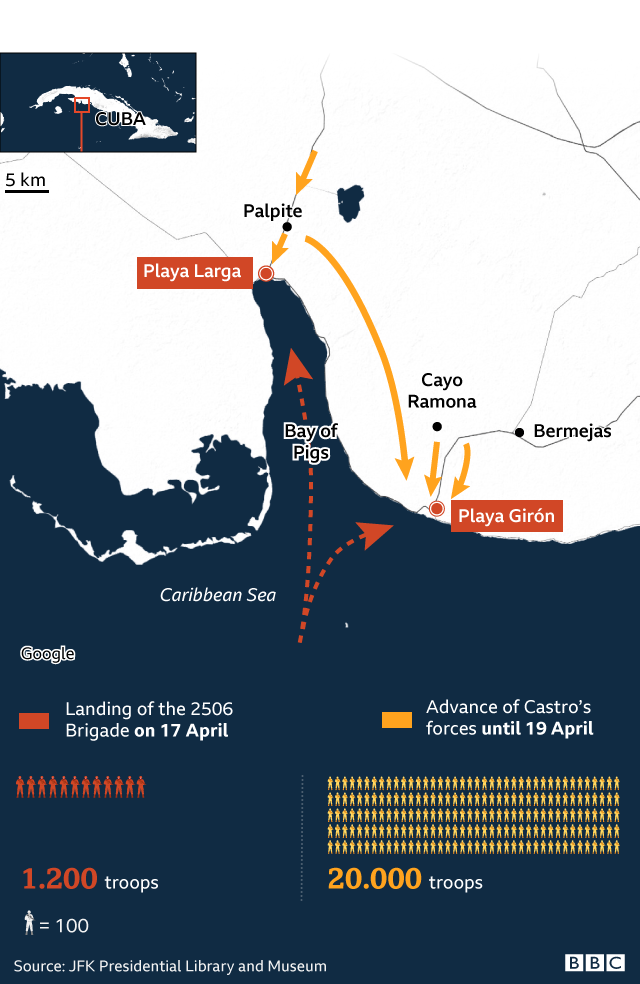 CUBA
5 km
Palpite
Playa Larga
Cayo
Ramona
Bay of
Pigs
Bermejas
Playa Girón
Caribbean Sea
Google
Landing of the 2506
Brigade on 17 April
1.200 troops
= 100
Advance of Castro's
forces until 19 April
20.000 troops
Source: JFK Presidential Library and Museum
BBC